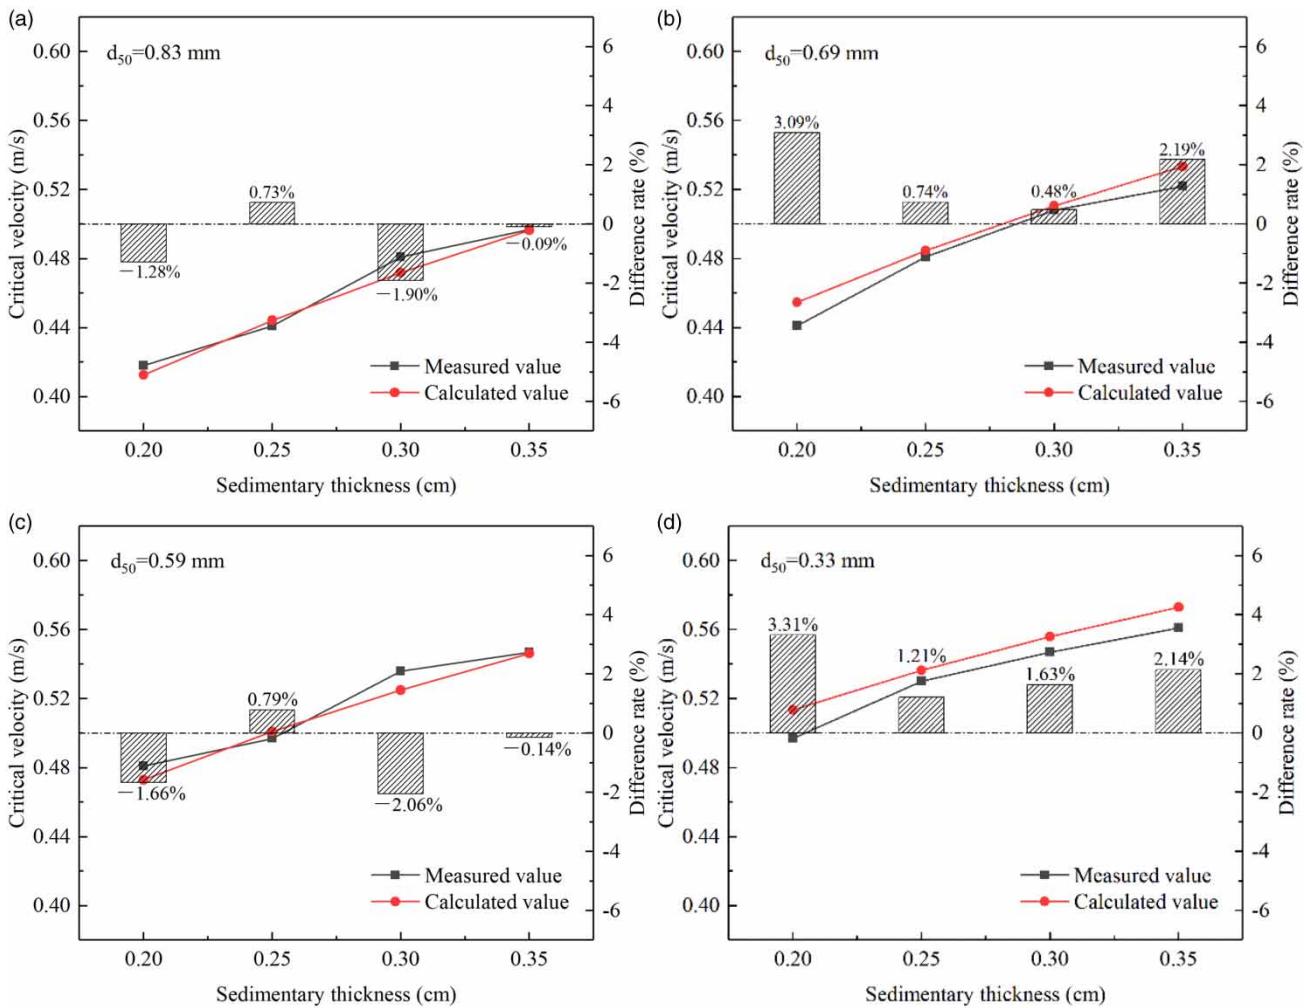 (a)
d50=0.83 mm
0.60
0.56
0.52
0.48
0.44
0.40
Critical velocity (m/s)
6
4
2
0
-2
-4
-6
Difference rate (%)
−1.28%
0.73%
−1.90%
−0.09%
Measured value
Calculated value
0.20 0.25 0.30 0.35
Sedimentary thickness (cm)
(b)
d50=0.69 mm
0.60
0.56
0.52
0.48
0.44
0.40
Critical velocity (m/s)
6
4
2
0
-2
-4
-6
Difference rate (%)
3.09%
0.74%
0.48%
2.19%
Measured value
Calculated value
0.20 0.25 0.30 0.35
Sedimentary thickness (cm)
(c)
d50=0.59 mm
0.60
0.56
0.52
0.48
0.44
0.40
Critical velocity (m/s)
6
4
2
0
-2
-4
-6
Difference rate (%)
−1.66%
0.79%
−2.06%
−0.14%
Measured value
Calculated value
0.20 0.25 0.30 0.35
Sedimentary thickness (cm)
(d)
d50=0.33 mm
0.60
0.56
0.52
0.48
0.44
0.40
Critical velocity (m/s)
6
4
2
0
-2
-4
-6
Difference rate (%)
3.31%
1.21%
1.63%
2.14%
Measured value
Calculated value
0.20 0.25 0.30 0.35
Sedimentary thickness (cm)